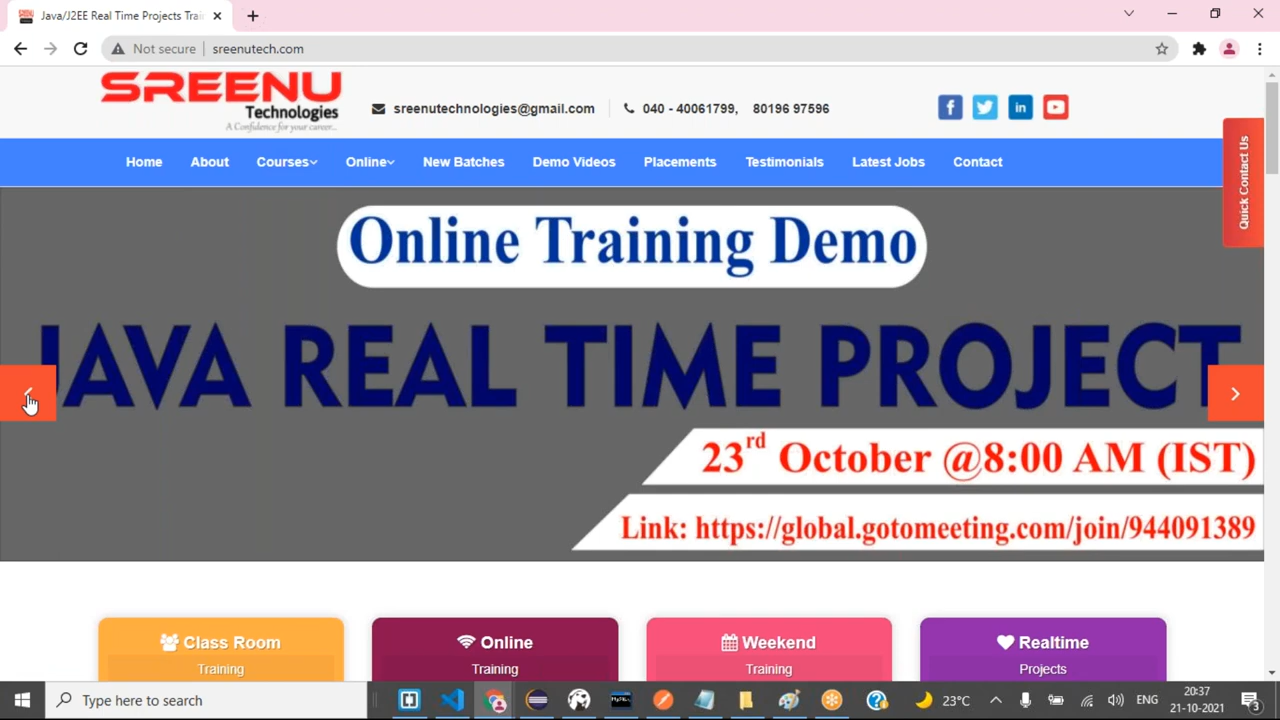 Java/J2EE Real Time Projects Trai
Not secure
sreenutech.com
SREENU
Technologies
A Confidence for your career...
sreenutechnologies@gmail.com
040 - 40061799, 80196 97596
Home About Courses Online New Batches Demo Videos Placements Testimonials Latest Jobs Contact
Quick Contact Us
Online Training Demo
JAVA REAL TIME PROJECT
23rd October @8:00 AM (IST)
Link: https://global.gotomeeting.com/join/944091389
Class Room
Training
Online
Training
Weekend
Training
Realtime
Projects
Type here to search
23°C
ENG
20:37
21-10-2021
3